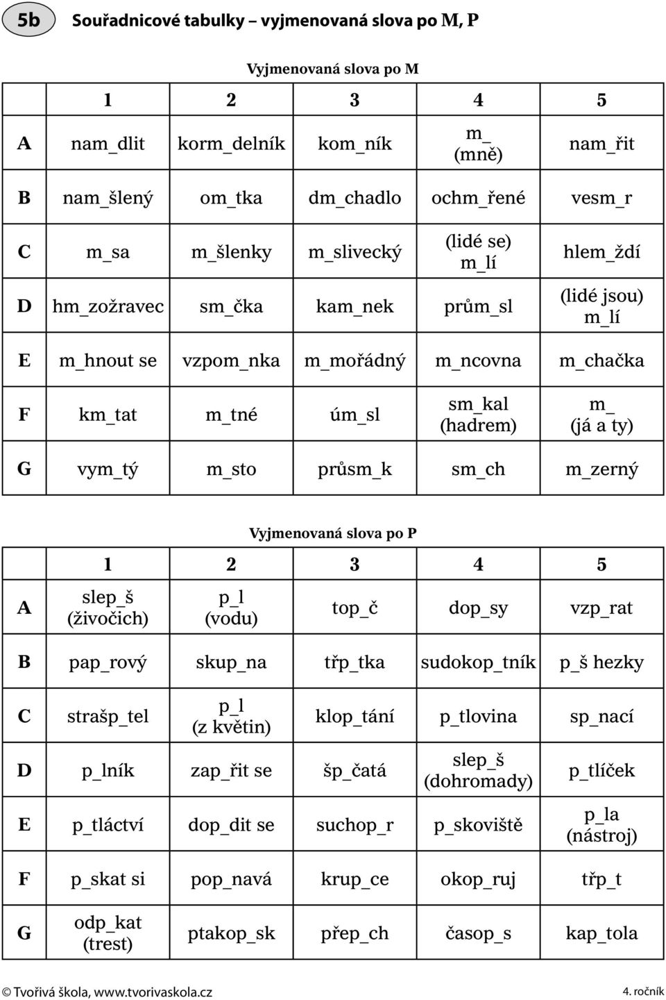 5b Souřadnicové tabulky – vyjmenovaná slova po M, P
Vyjmenovaná slova po M
1 2 3 4 5
A nam_dlit korm_delník kom_ník m_ (mně) nam_řit
B nam_šlený om_tka dm_chadlo ochm_řené vesm_r
C m_sa m_šlenky m_slivecký (lidé se) m_lí hlem_ždí
D hm_zožravec sm_čka kam_nek prům_sl (lidé jsou) m_lí
E m_hnout se vzpom_nka m_mořádný m_ncovna m_chačka
F km_tat m_tné úm_sl sm_kal (hadrem) m_ (já a ty)
G vym_tý m_sto průsm_k sm_ch m_zerný
Vyjmenovaná slova po P
1 2 3 4 5
A slep_š (živočich) p_l (vodu) top_č dop_sy vzp_rat
B pap_rový skup_na třp_tka sudokop_tník p_š hezky
C strašp_tel p_l (z květin) klop_tání p_tlovina sp_nací
D p_lník zap_řit se šp_čatá slep_š (dohromady) p_tlíček
E p_tláctví dop_dit se suchop_r p_skoviště p_la (nástroj)
F p_skat si pop_navá krup_ce okop_ruj třp_t
G odp_kat (trest) ptakop_sk přep_ch časop_s kap_tola
© Tvořivá škola, www.tvorivaskola.cz 4. ročník